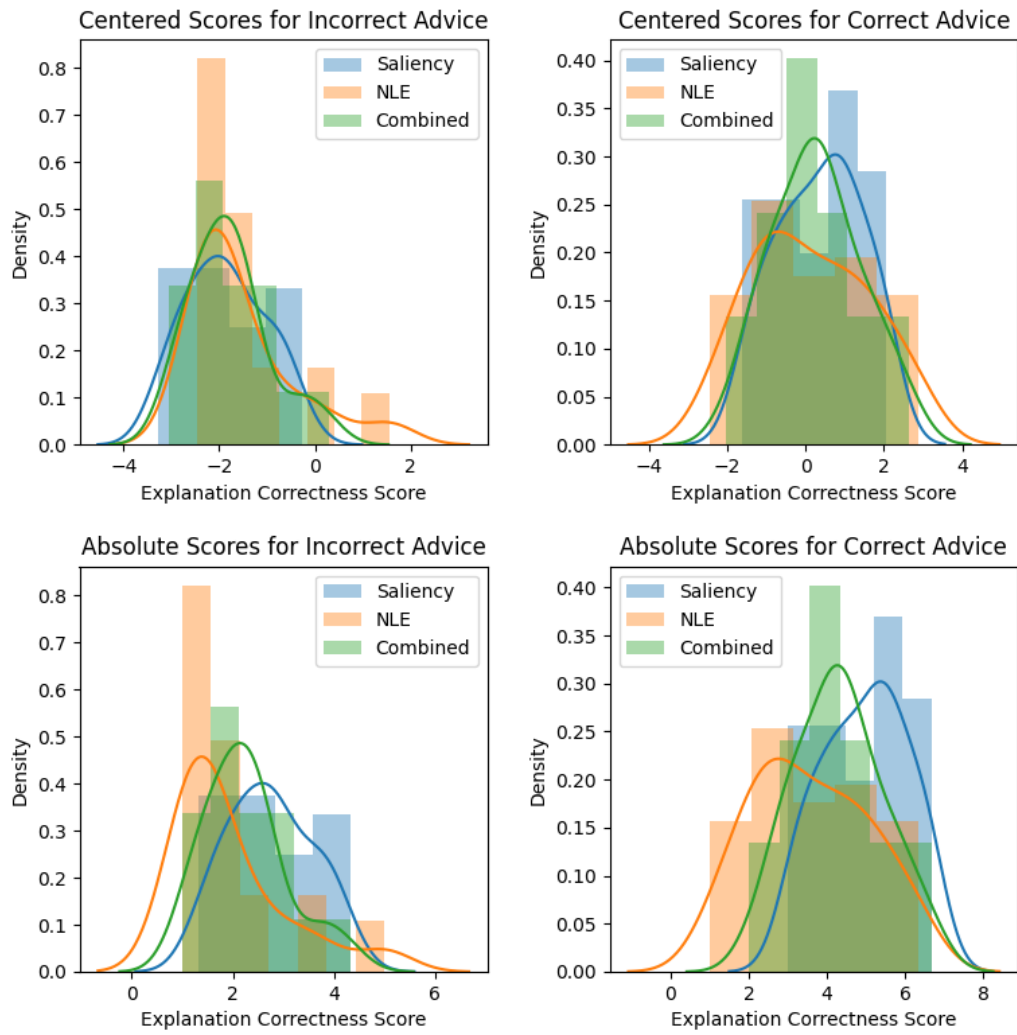 Centered Scores for Incorrect Advice
Saliency
NLE
Combined
0.8
0.7
0.6
0.5
0.4
0.3
0.2
0.1
0.0
Density
−4 −2 0 2
Explanation Correctness Score
Centered Scores for Correct Advice
Saliency
NLE
Combined
0.40
0.35
0.30
0.25
0.20
0.15
0.10
0.05
0.00
Density
−4 −2 0 2 4
Explanation Correctness Score
Absolute Scores for Incorrect Advice
Saliency
NLE
Combined
0.8
0.7
0.6
0.5
0.4
0.3
0.2
0.1
0.0
Density
0 2 4 6
Explanation Correctness Score
Absolute Scores for Correct Advice
Saliency
NLE
Combined
0.40
0.35
0.30
0.25
0.20
0.15
0.10
0.05
0.00
Density
0 2 4 6 8
Explanation Correctness Score